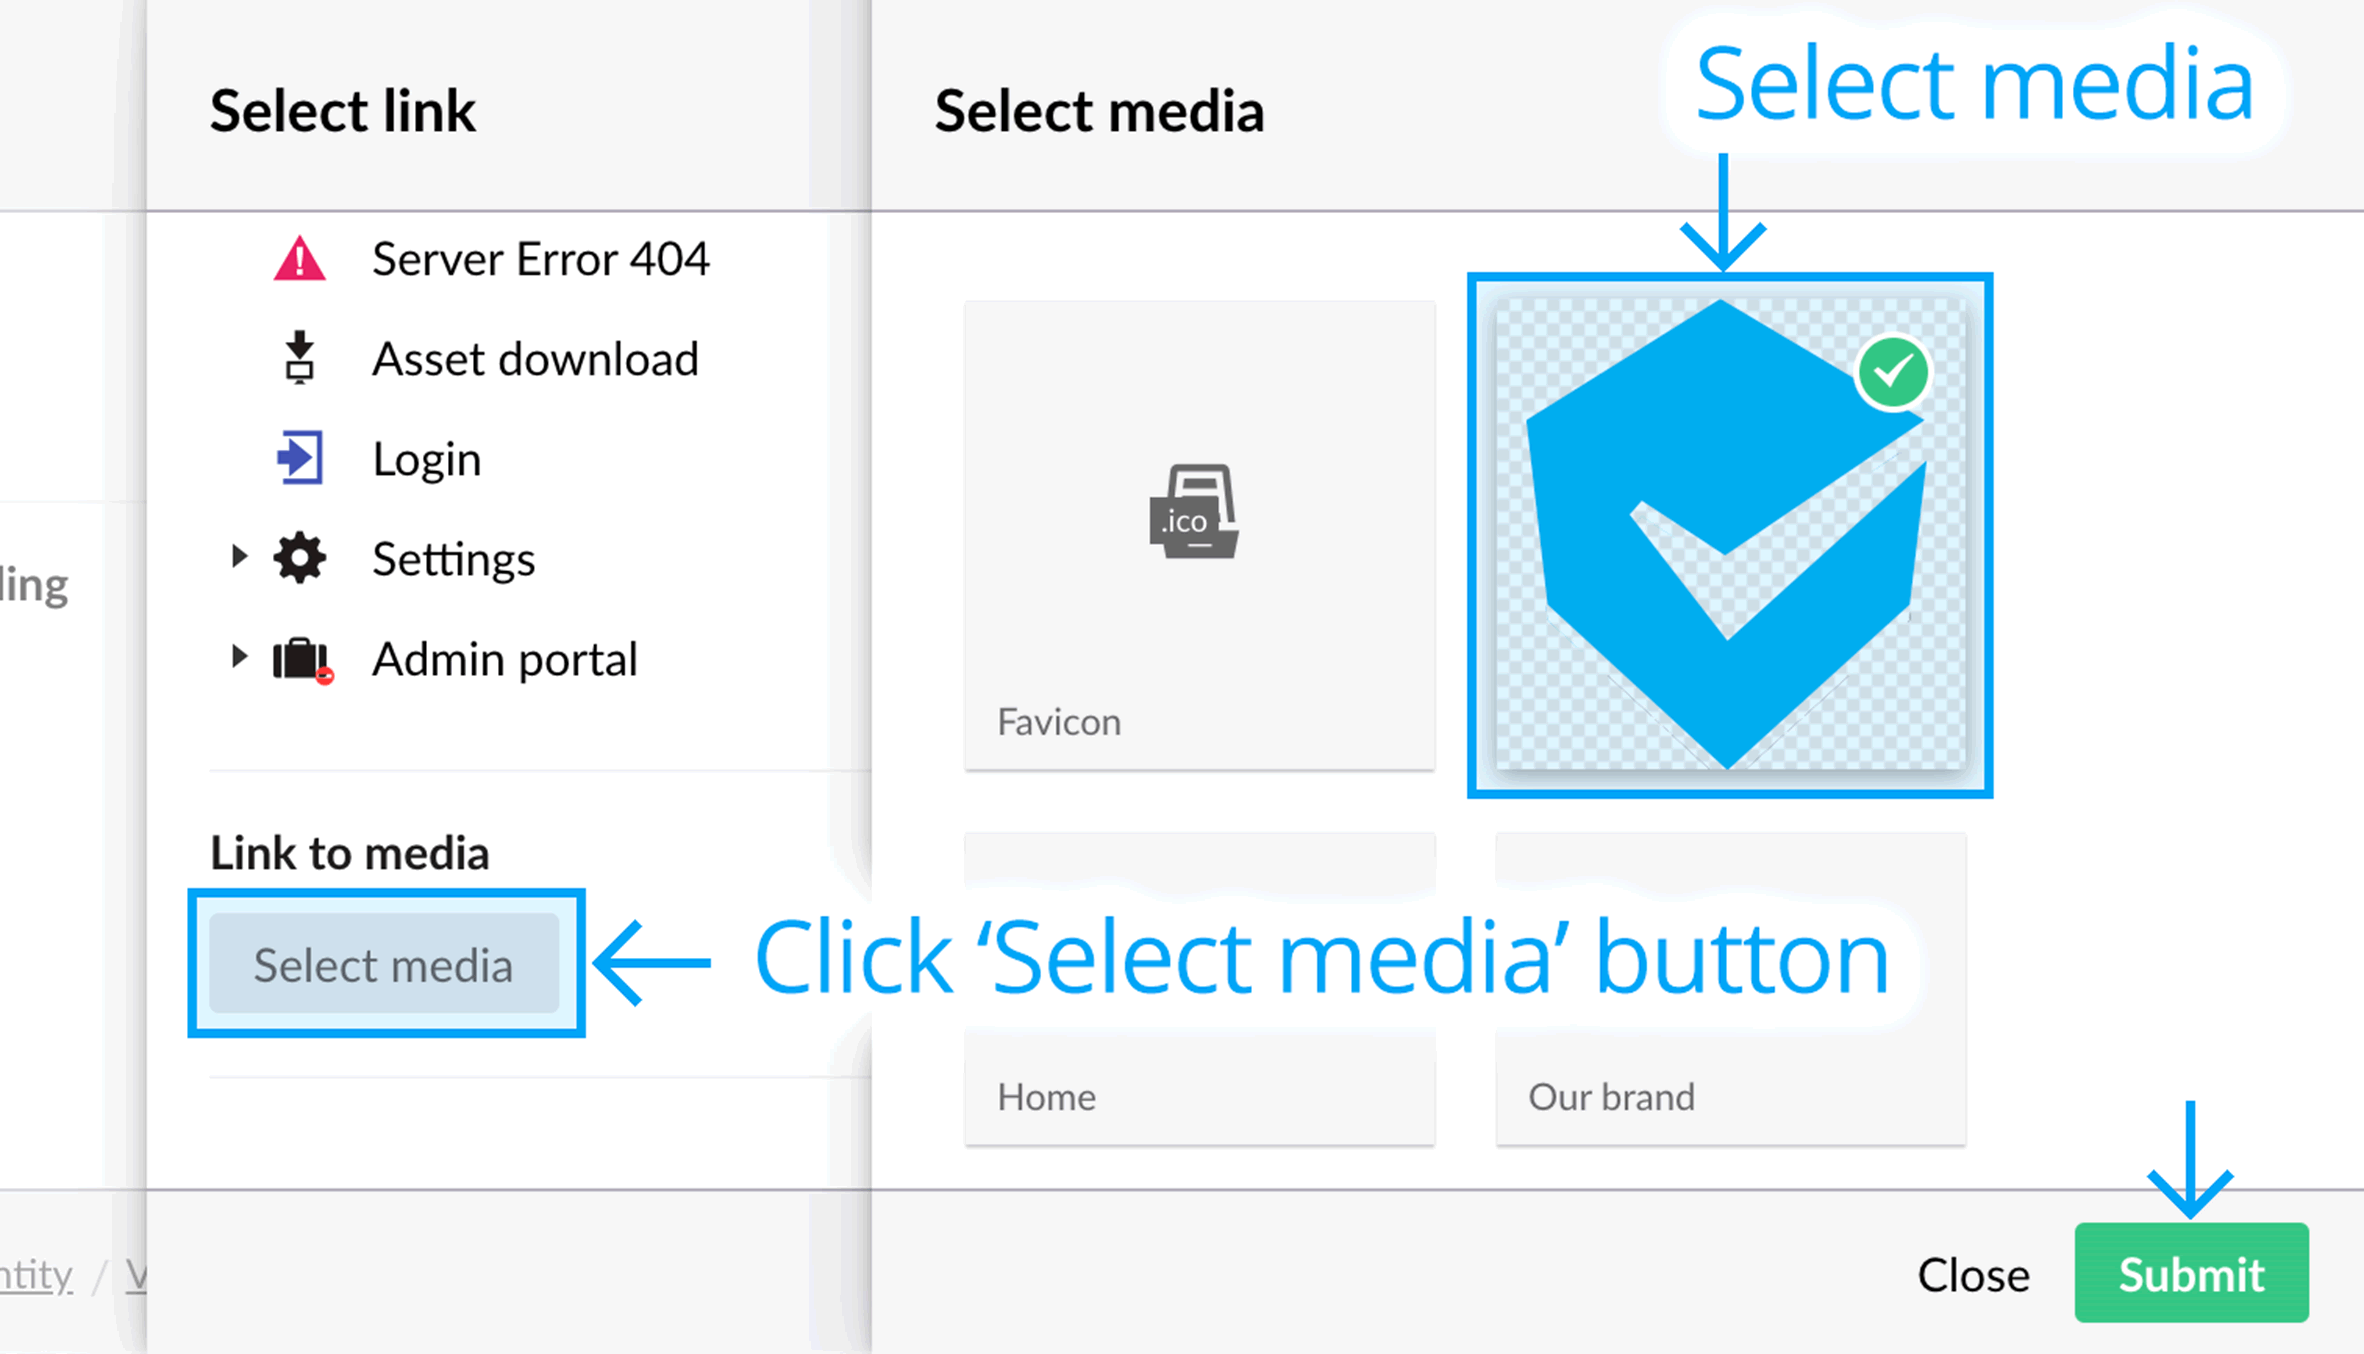 Select link
Server Error 404
Asset download
Login
Settings
Admin portal
Link to media
Select media
Select media
Select media
.ico
Favicon
Click ‘Select media’ button
Home
Our brand
Close
Submit
ling
ntity / V